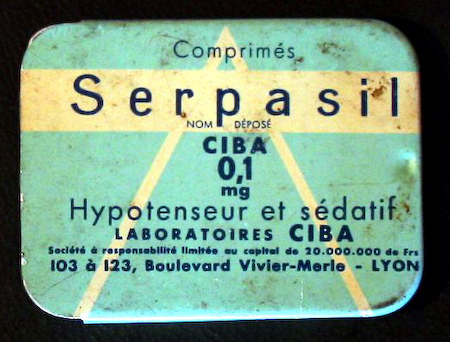 Comprimés
Serpasil
NOM DÉPOSÉ
CIBA
0,1
mg
Hypotenseur et sédatif
LABORATOIRES CIBA
Société à responsabilité limitée au capital de 20.000.000 de Frs
103 à 123, Boulevard Vivier-Merle - LYON